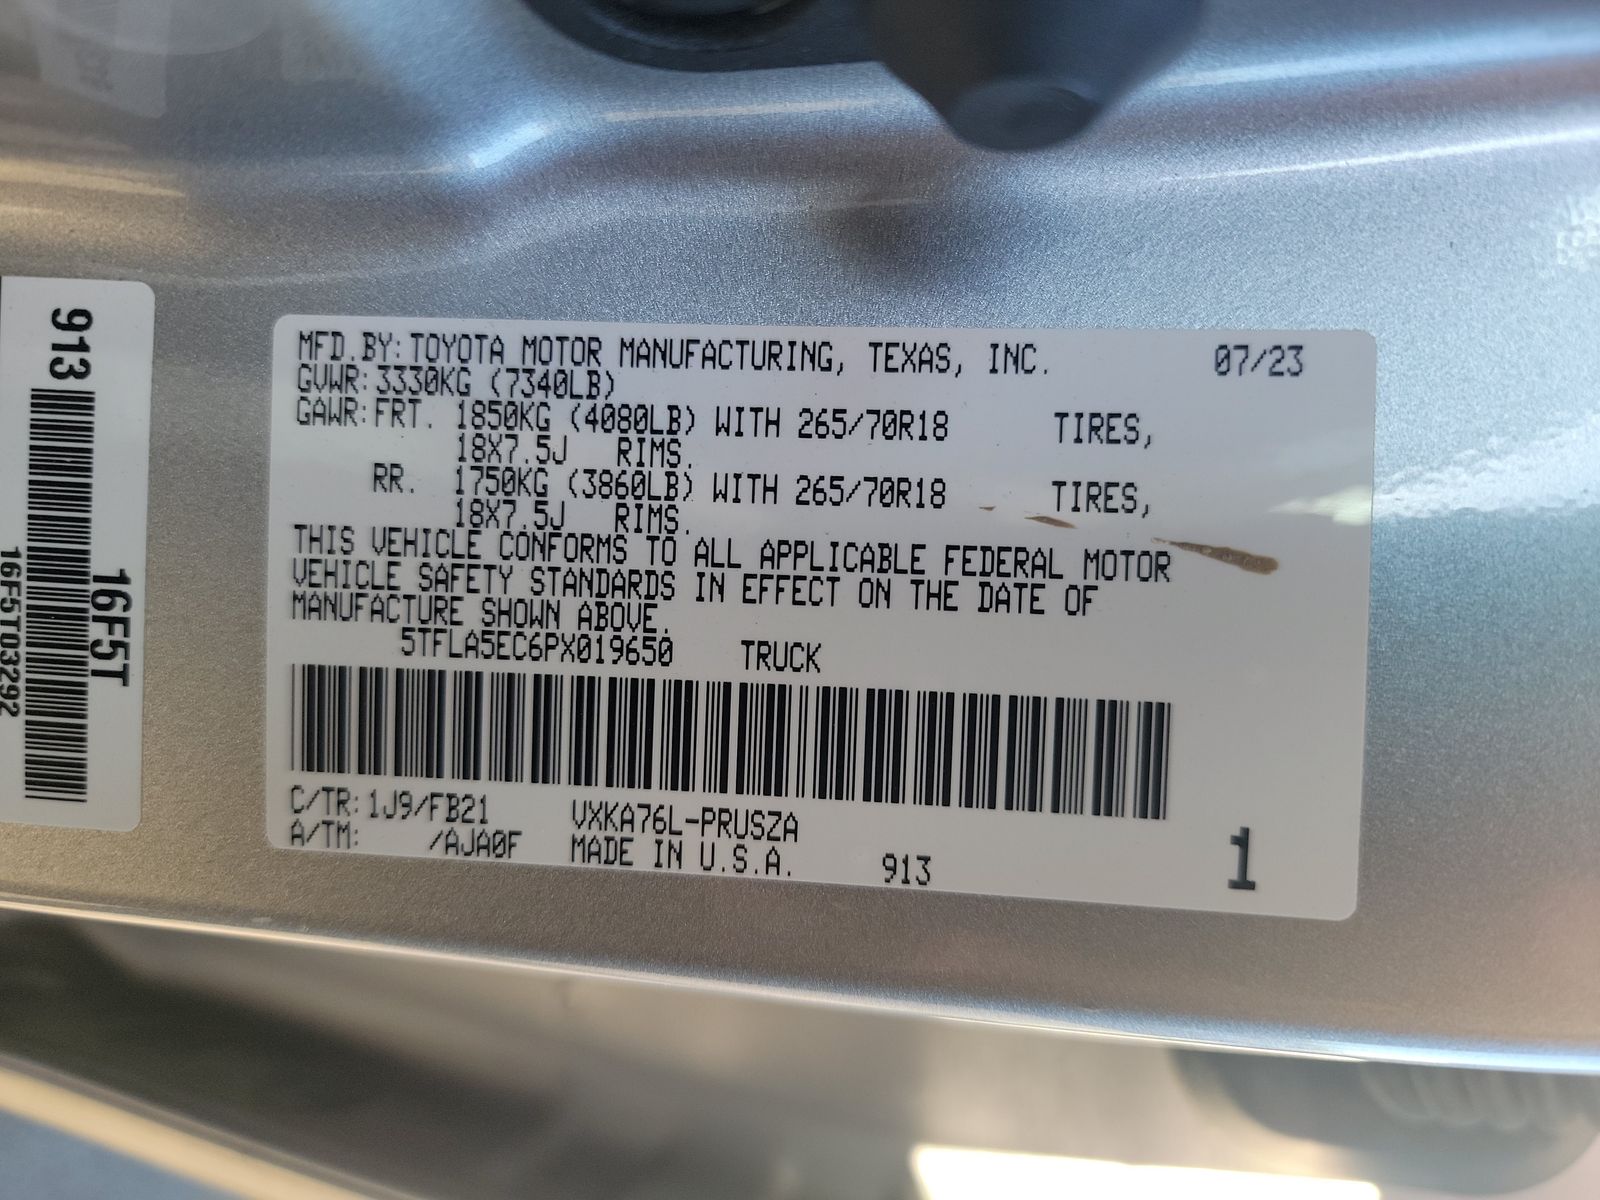 MFD.BY:TOYOTA MOTOR MANUFACTURING, TEXAS, INC. 07/23
GVWR:3330KG (7340LB)
GAWR:FRT. 1850KG (4080LB) WITH 265/70R18 TIRES,
18X7.5J RIMS.
RR. 1750KG (3860LB) WITH 265/70R18 TIRES,
18X7.5J RIMS.
THIS VEHICLE CONFORMS TO ALL APPLICABLE FEDERAL MOTOR
VEHICLE SAFETY STANDARDS IN EFFECT ON THE DATE OF
MANUFACTURE SHOWN ABOVE.
5TFLA5EC6PX019650 TRUCK
C/TR:1J9/FB21 VXKA76L-PRUSZA
A/TM: /AJA0F MADE IN U.S.A. 913 1
913
16F5T
16F5T03292